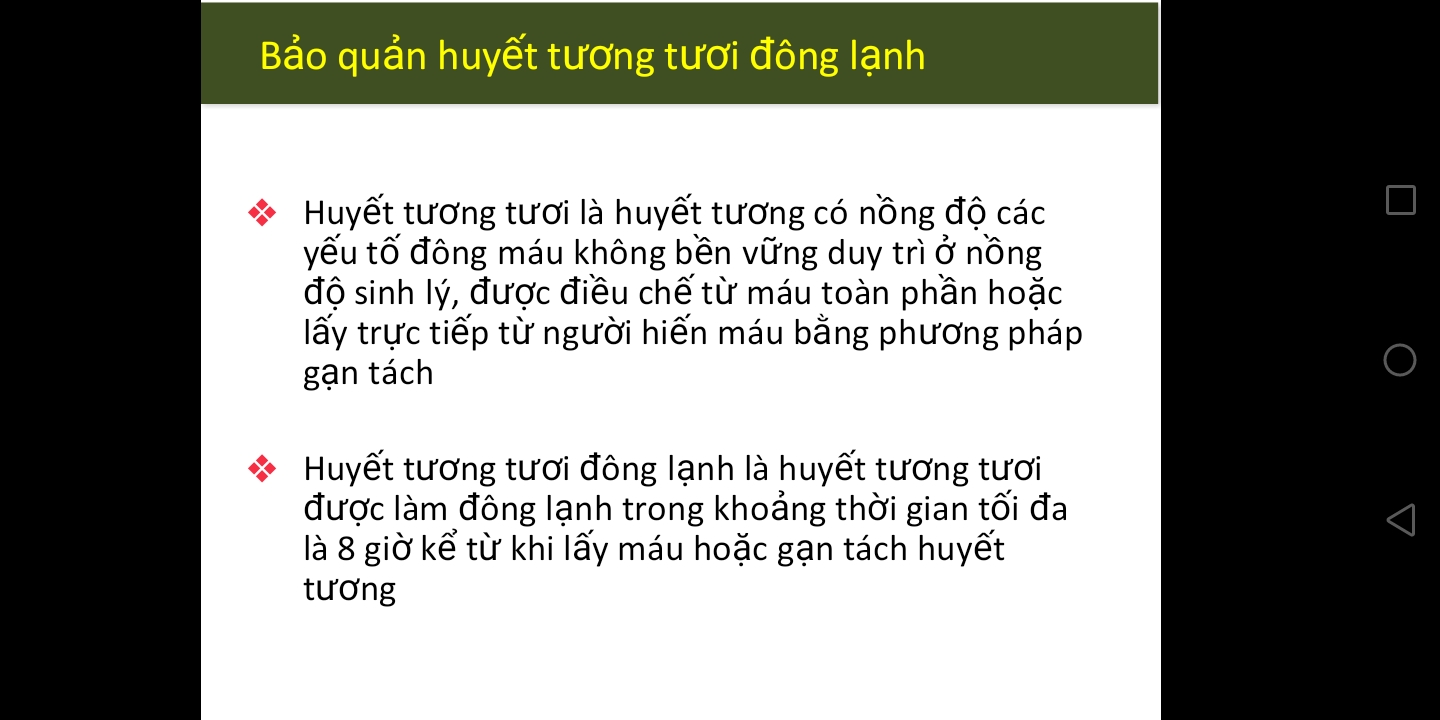 Bảo quản huyết tương tươi đông lạnh
Huyết tương tươi là huyết tương có nồng độ các
yếu tố đông máu không bền vững duy trì ở nồng
độ sinh lý, được điều chế từ máu toàn phần hoặc
lấy trực tiếp từ người hiến máu bằng phương pháp
gạn tách
Huyết tương tươi đông lạnh là huyết tương tươi
được làm đông lạnh trong khoảng thời gian tối đa
là 8 giờ kể từ khi lấy máu hoặc gạn tách huyết
tương